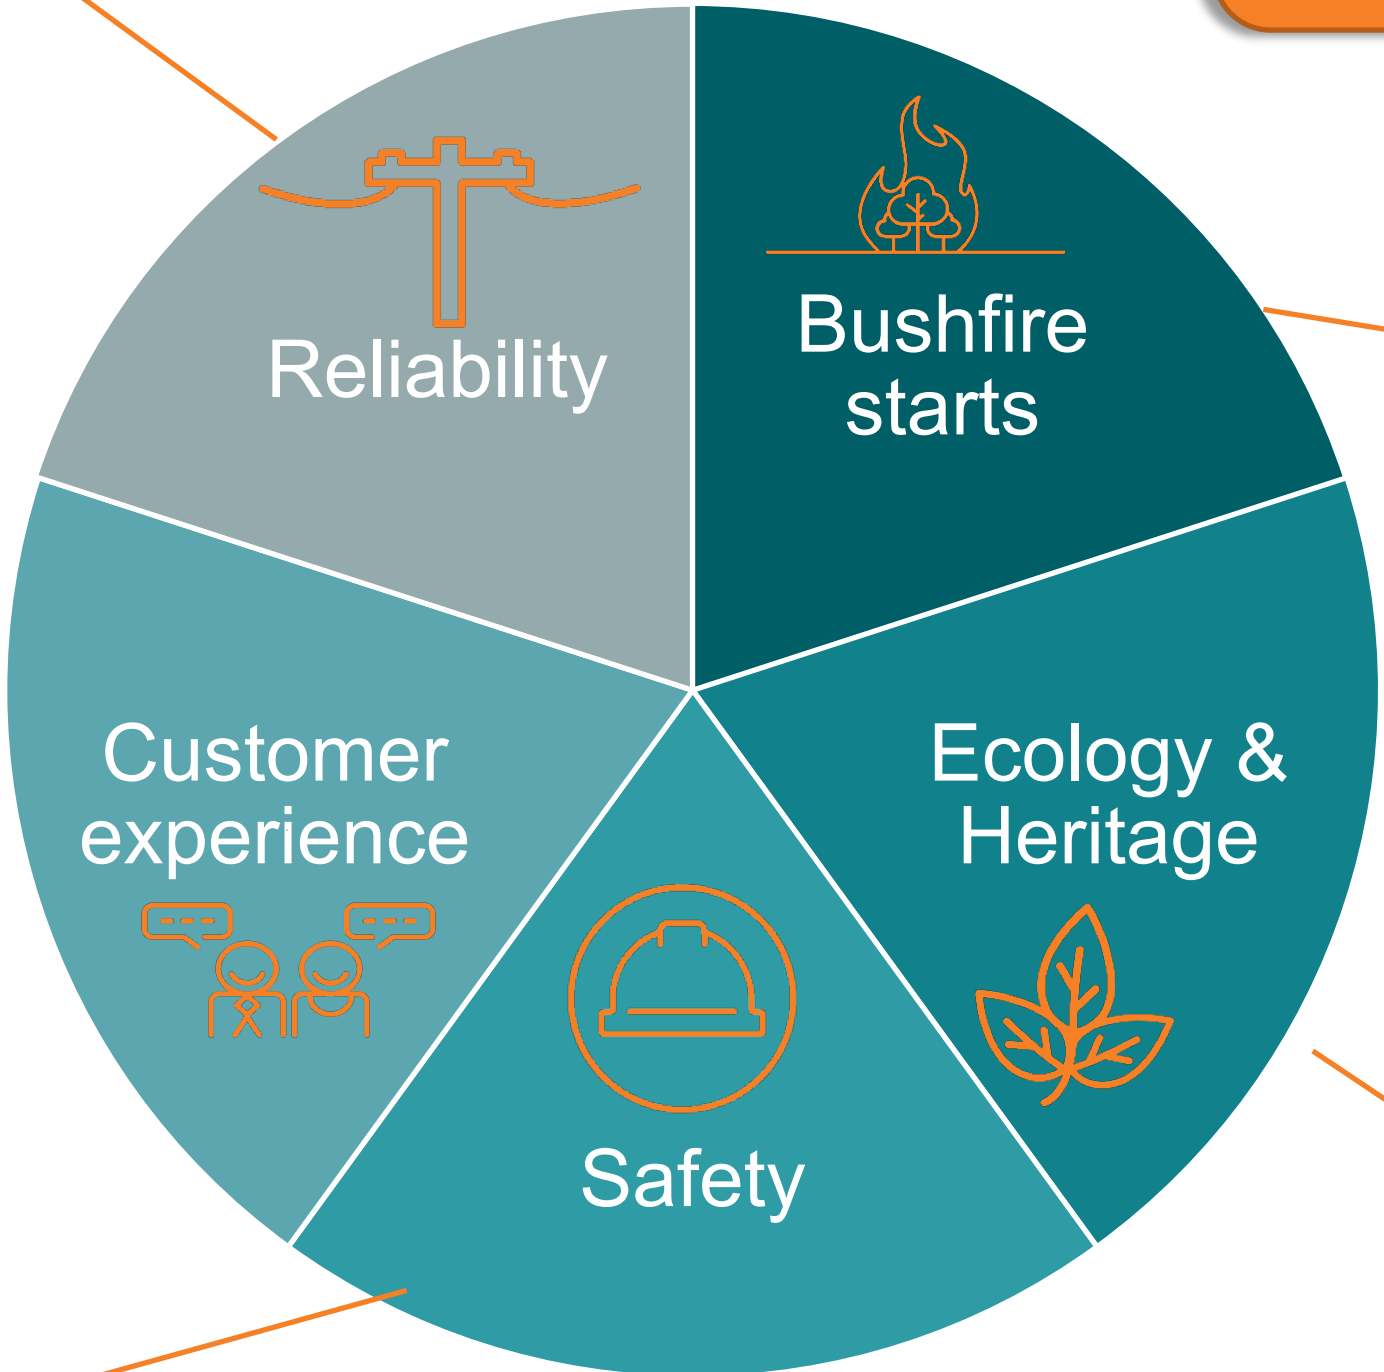 Reliability
Bushfire
starts
Customer
experience
Ecology &
Heritage
Safety